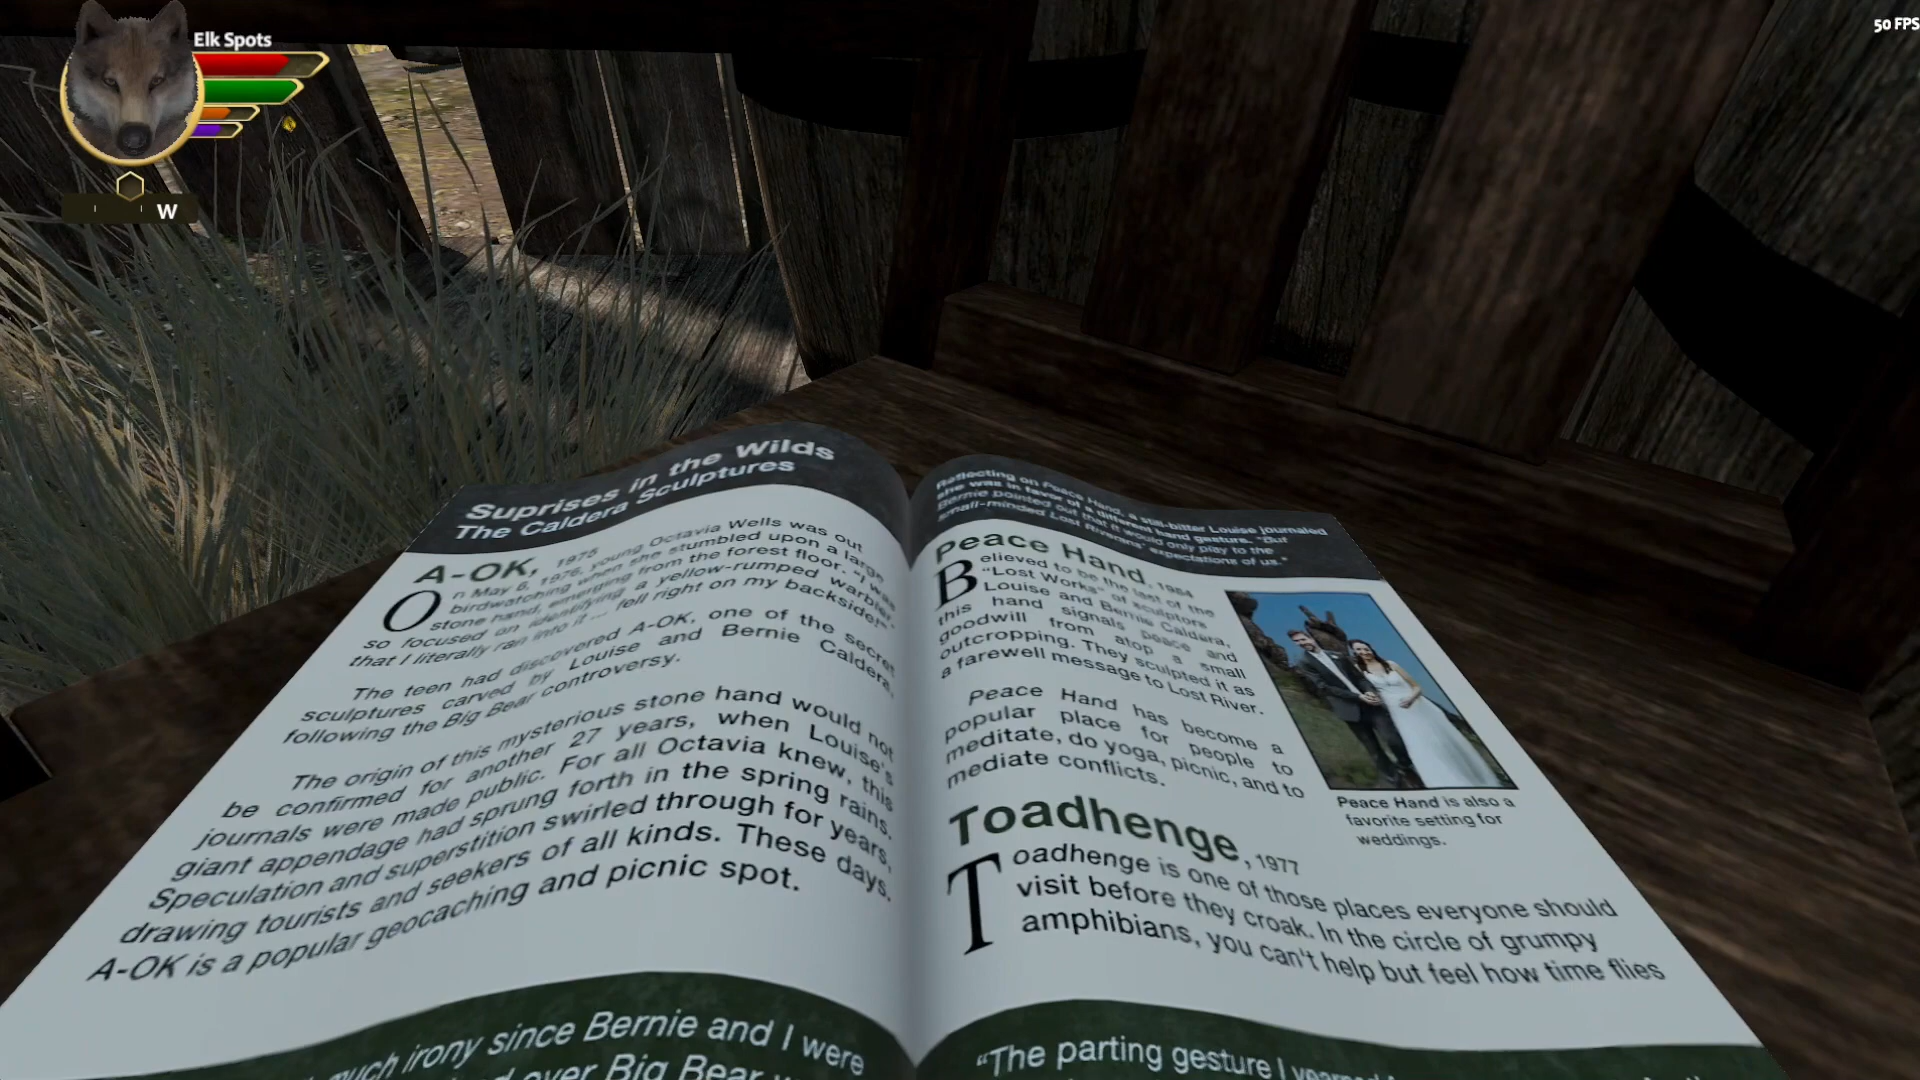 Elk Spots
50 FPS
W
Suprises in the Wilds
The Caldera Sculptures
A-OK, 1975
On May 6, 1976, young Octavia Wells was out
birdwatching when she stumbled upon a large
stone hand, emerging from the forest floor. "I was
so focused on identifying a yellow-rumped warbler
that I literally ran into it ... fell right on my backside!"
The teen had discovered A-OK, one of the secret
sculptures carved by Louise and Bernie Caldera,
following the Big Bear controversy.
The origin of this mysterious stone hand would not
be confirmed for another 27 years, when Louise's
journals were made public. For all Octavia knew, this
giant appendage had sprung forth in the spring rains.
Speculation and superstition swirled through for years,
drawing tourists and seekers of all kinds. These days,
A-OK is a popular geocaching and picnic spot.
much irony since Bernie and I were
over Big Bear
Reflecting on Peace Hand, a still-bitter Louise journaled
she was in favor of a different hand gesture. "But
Bernie pointed out that it would only play to the
small-minded Lost Riverans' expectations of us."
Peace Hand, 1984
Believed to be the last of the
"Lost Works" of sculptors
Louise and Bernie Caldera,
this hand signals peace and
goodwill from atop a small
outcropping. They sculpted it as
a farewell message to Lost River.
Peace Hand has become a
popular place for people to
meditate, do yoga, picnic, and to
mediate conflicts.
Peace Hand is also a
favorite setting for
weddings.
Toadhenge, 1977
Toadhenge is one of those places everyone should
visit before they croak. In the circle of grumpy
amphibians, you can't help but feel how time flies
"The parting gesture I yearned